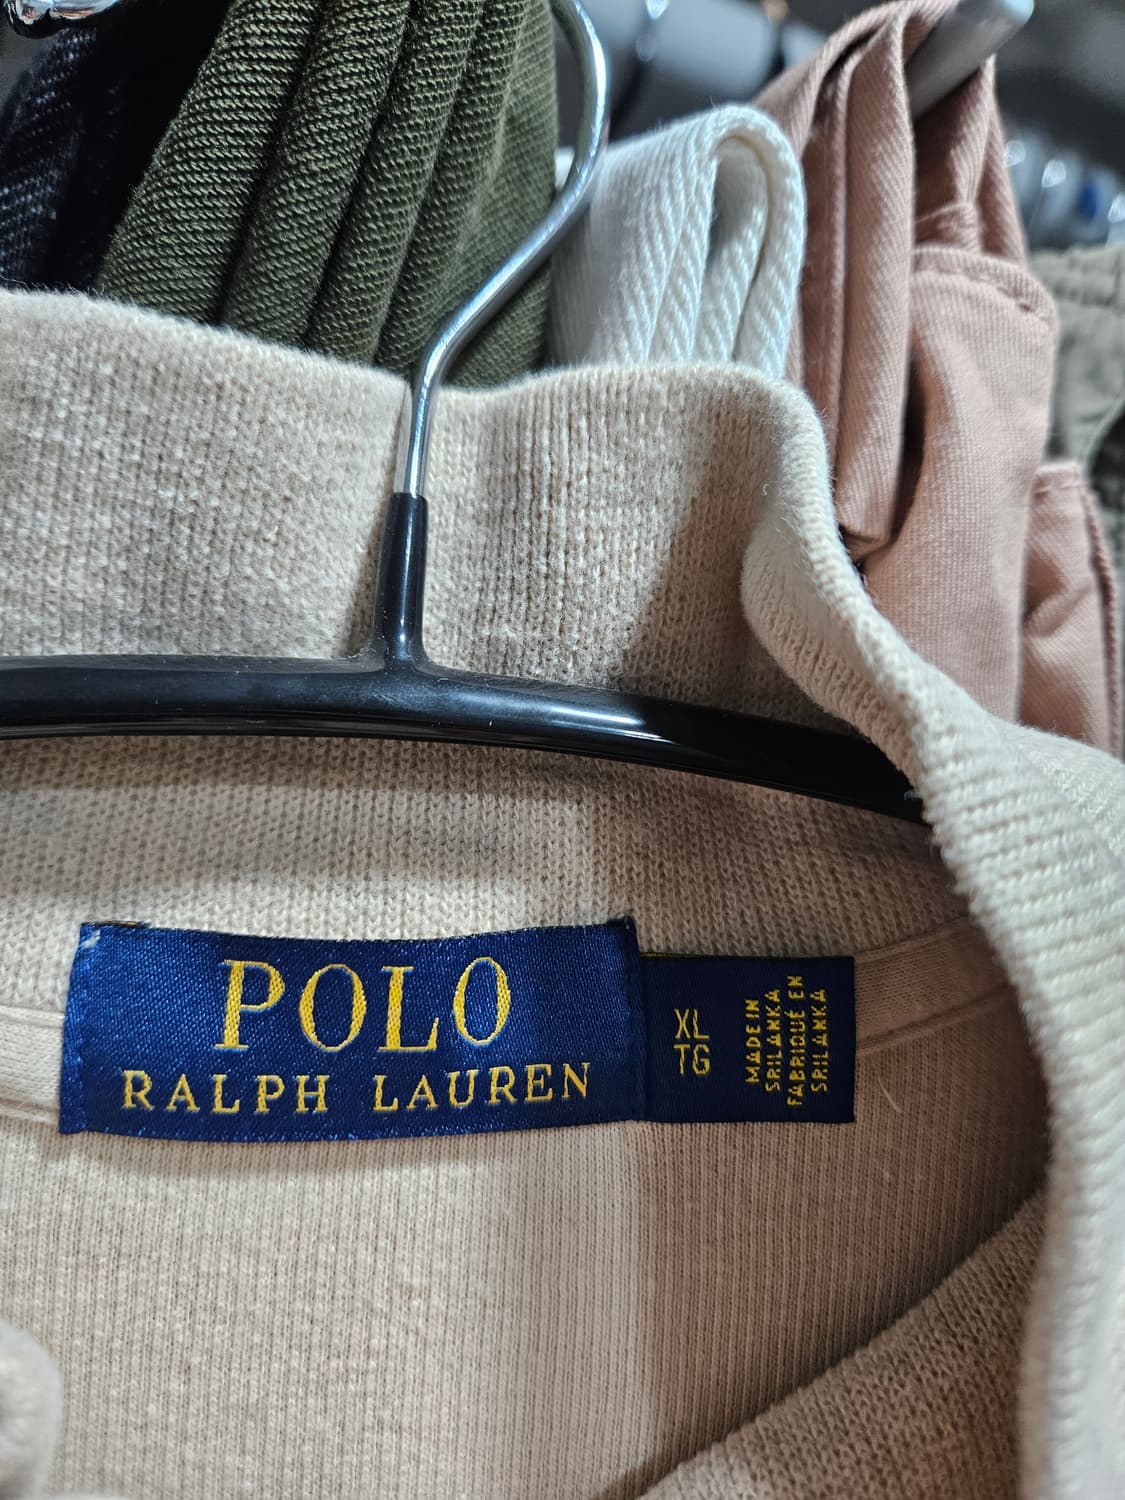 POLO
RALPH LAUREN
XL
TG
MADE IN
SRI LANKA
FABRIQUÉ EN
SRI LANKA